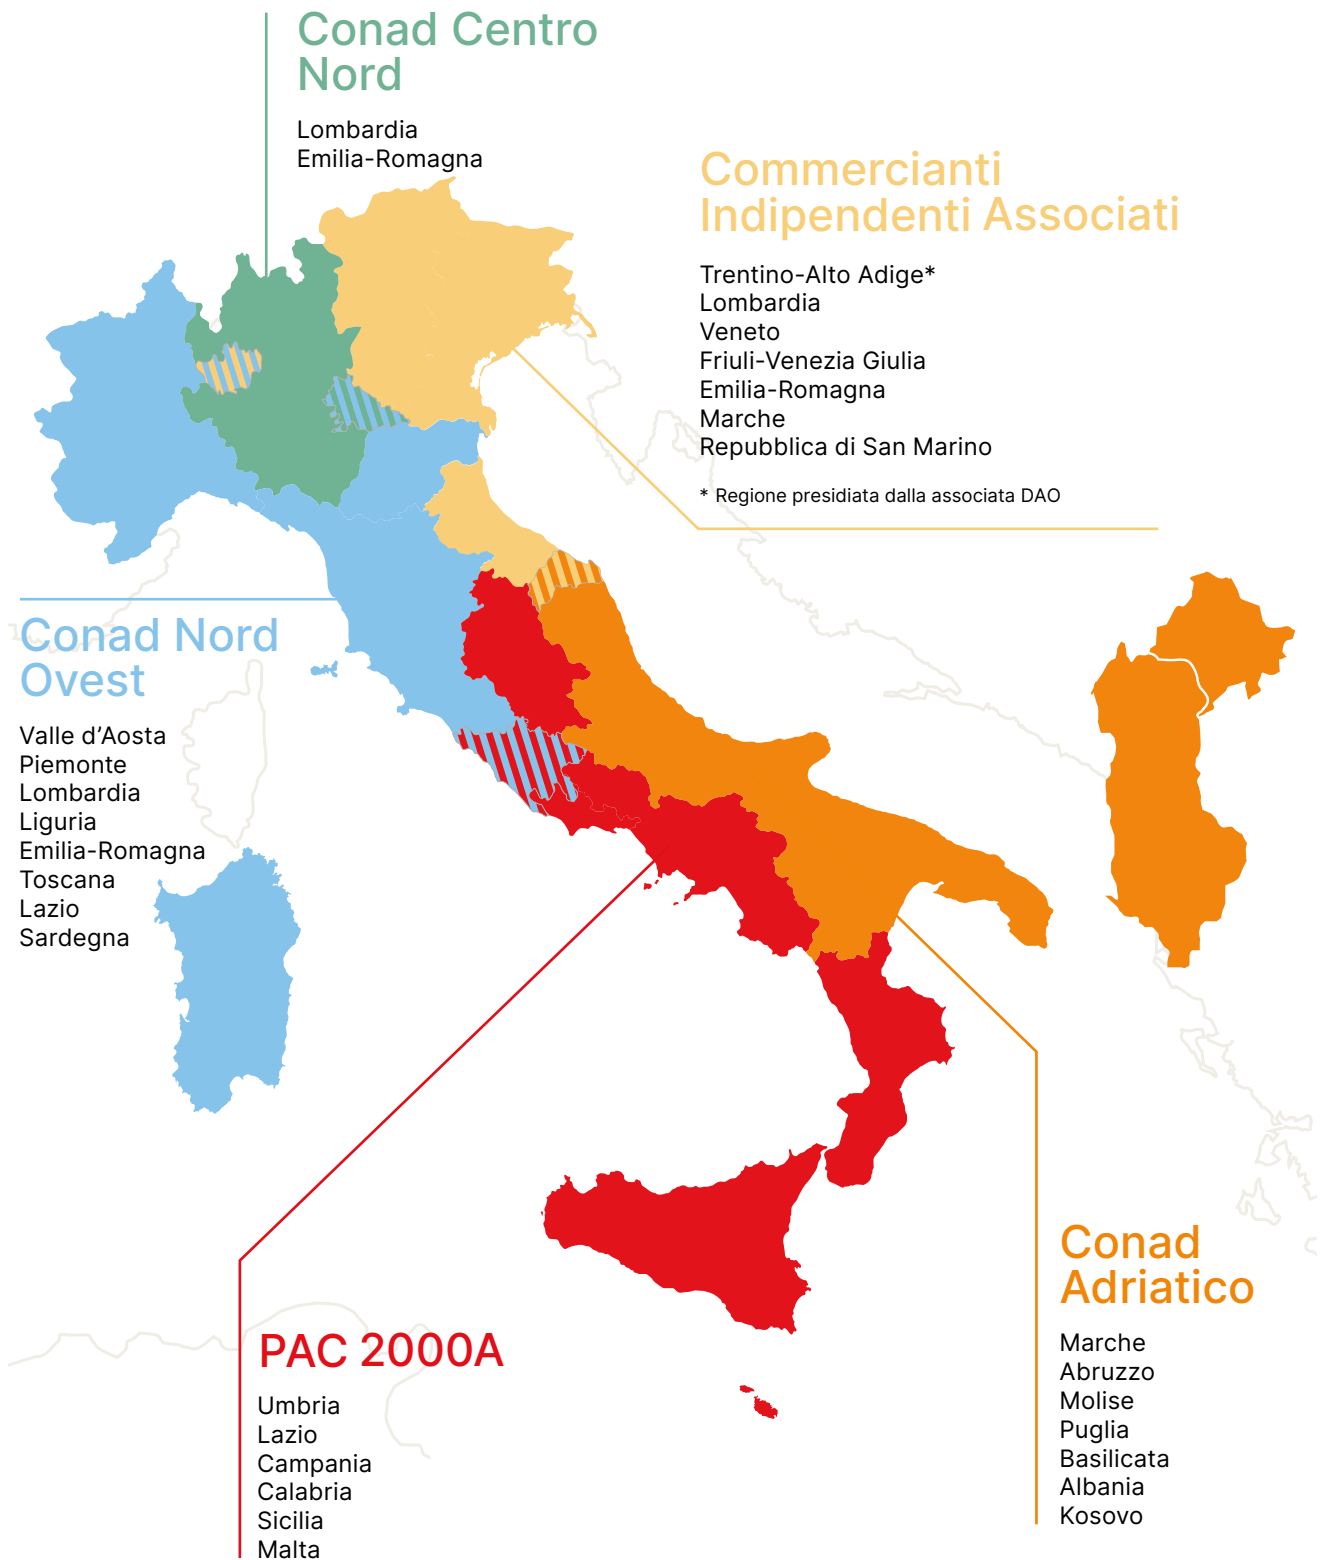 Conad Centro
Nord
Lombardia
Emilia-Romagna
Commercianti
Indipendenti Associati
Trentino-Alto Adige*
Lombardia
Veneto
Friuli-Venezia Giulia
Emilia-Romagna
Marche
Repubblica di San Marino
* Regione presidiata dalla associata DAO
Conad Nord
Ovest
Valle d’Aosta
Piemonte
Lombardia
Liguria
Emilia-Romagna
Toscana
Lazio
Sardegna
PAC 2000A
Umbria
Lazio
Campania
Calabria
Sicilia
Malta
Conad
Adriatico
Marche
Abruzzo
Molise
Puglia
Basilicata
Albania
Kosovo